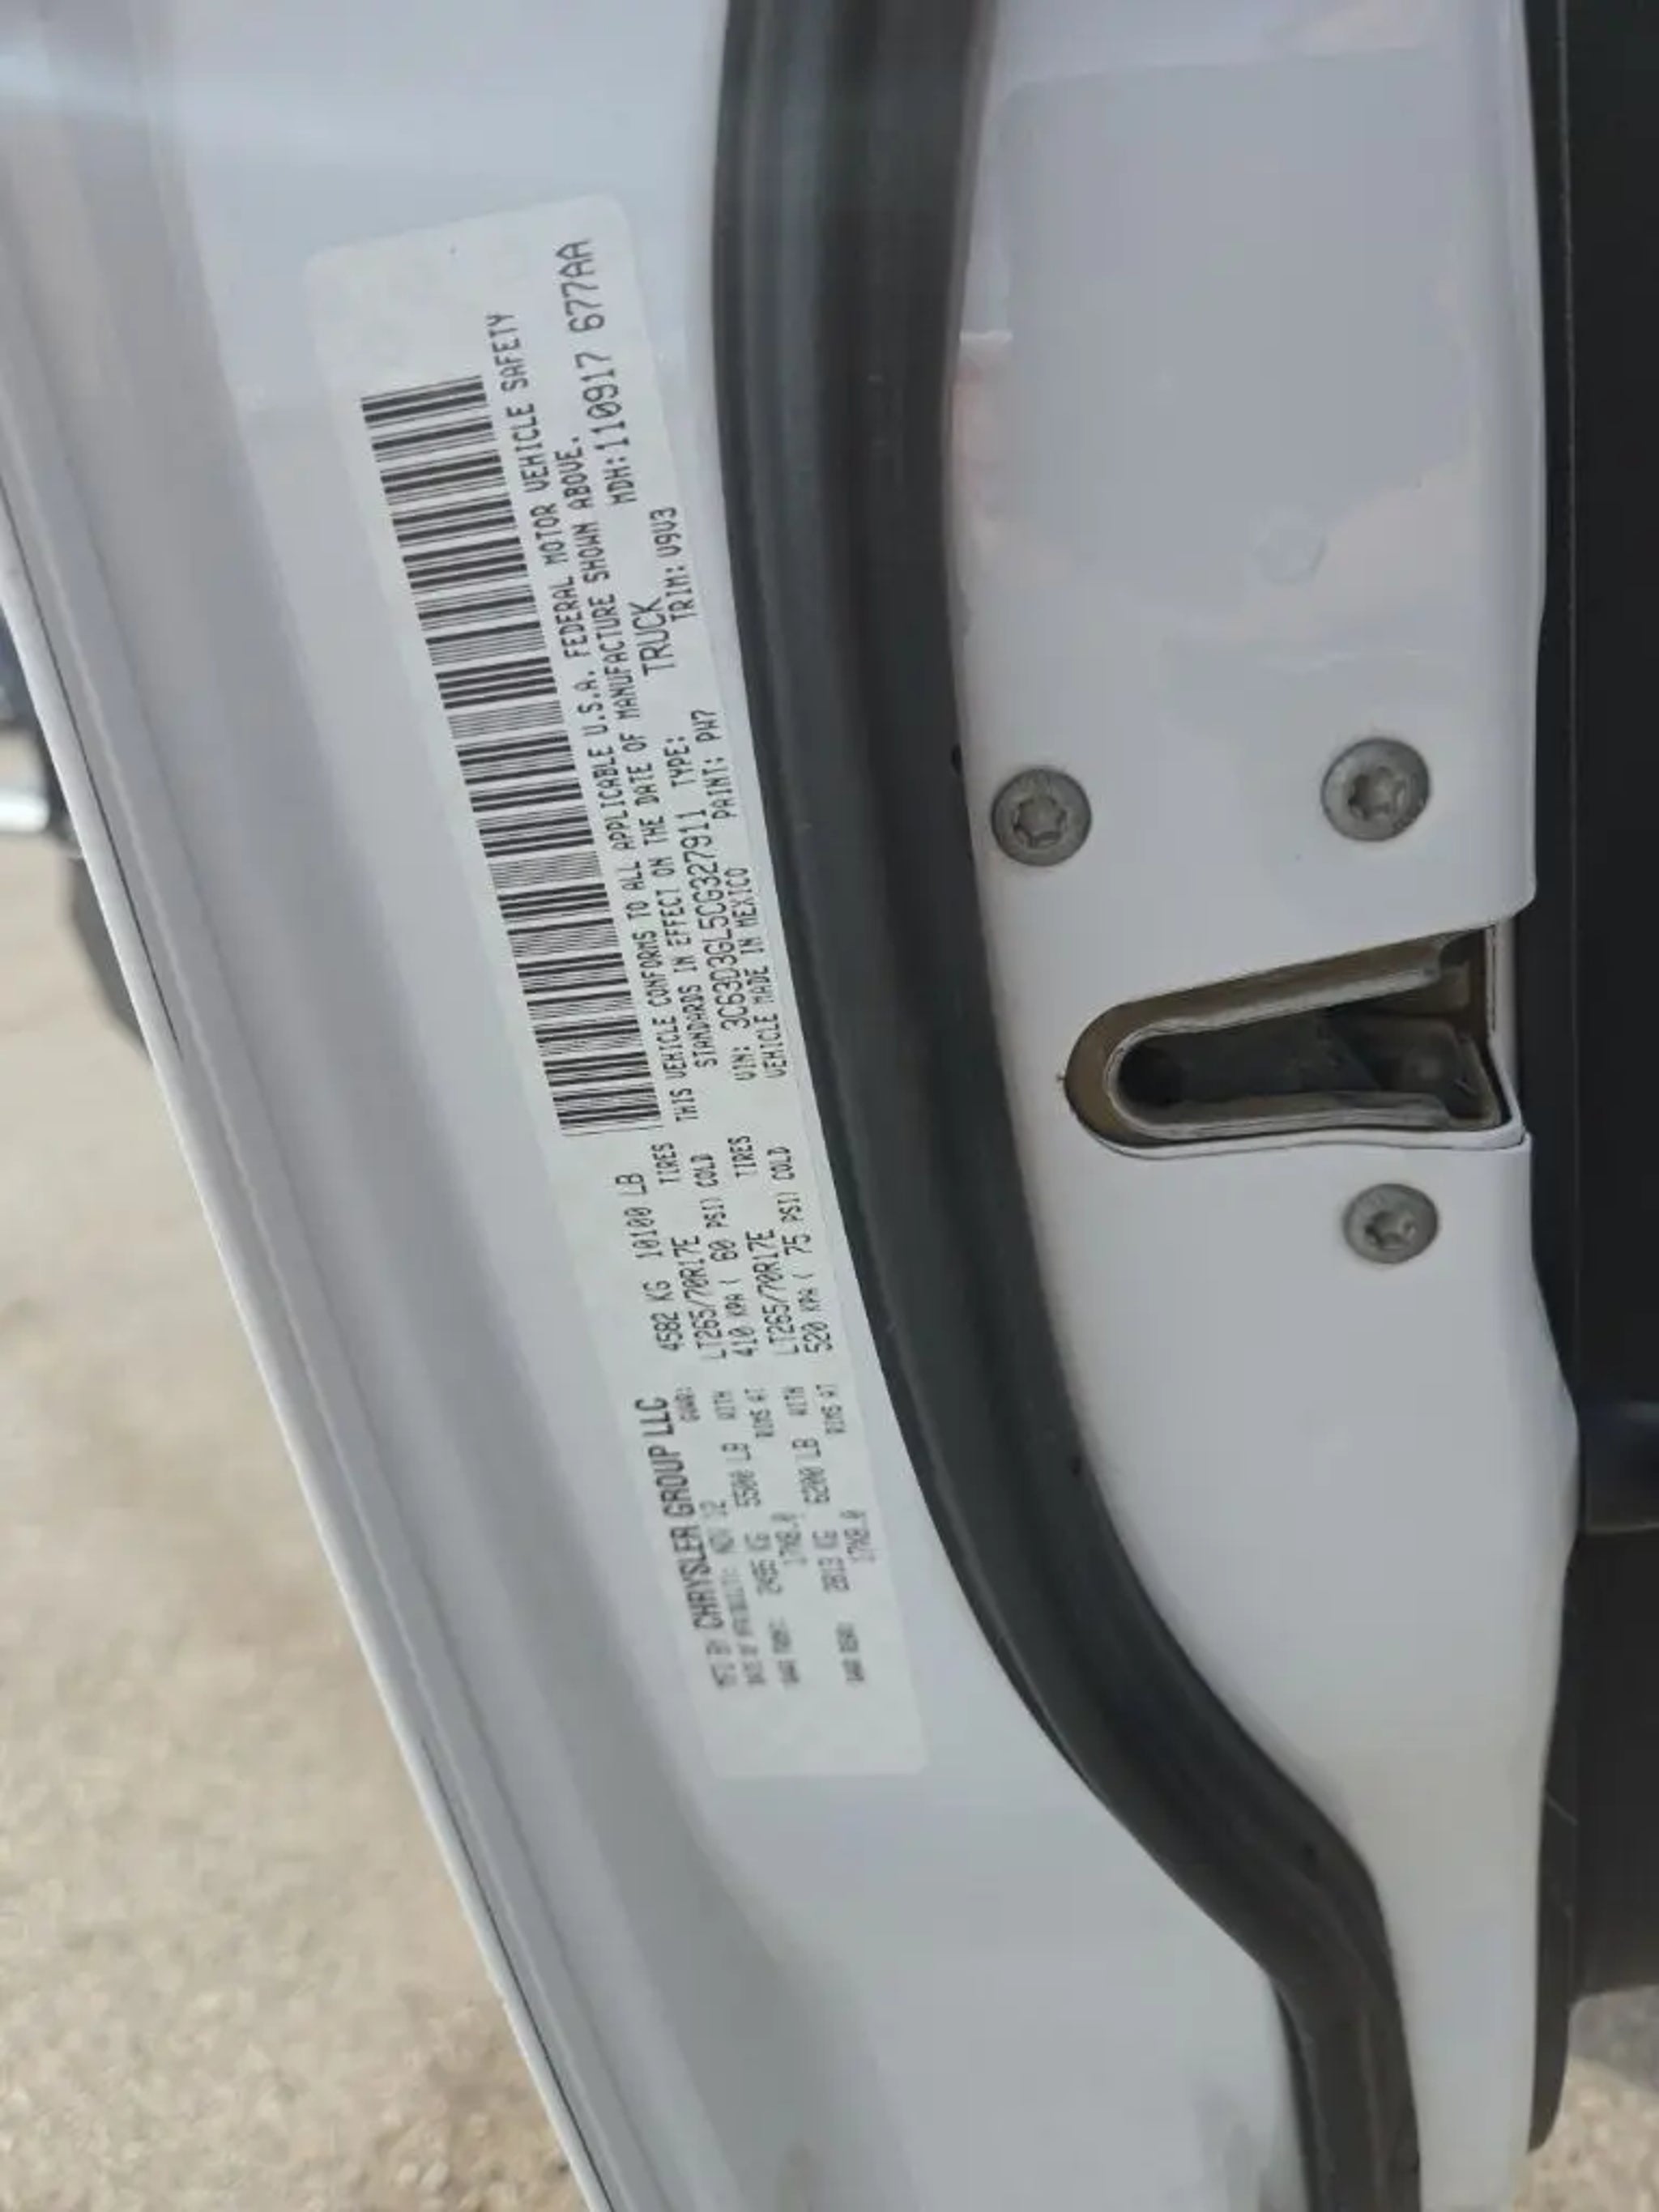 MFD BY CHRYSLER GROUP LLC
DATE OF MFR: NOV 12 GVWR: 4582 KG 10100 LB
GAWR FRONT: 2495 KG 5500 LB WITH LT265/70R17E TIRES
17X8.0 RIMS AT 410 KPA ( 60 PSI) COLD
GAWR REAR: 2813 KG 6200 LB WITH LT265/70R17E TIRES
17X8.0 RIMS AT 520 KPA ( 75 PSI) COLD
THIS VEHICLE CONFORMS TO ALL APPLICABLE U.S.A. FEDERAL MOTOR VEHICLE SAFETY
STANDARDS IN EFFECT ON THE DATE OF MANUFACTURE SHOWN ABOVE.
VIN: 3C63D3GL5CG327911 TYPE: TRUCK MDH:110917 677AA
VEHICLE MADE IN MEXICO PAINT: PW7 TRIM: V9V3